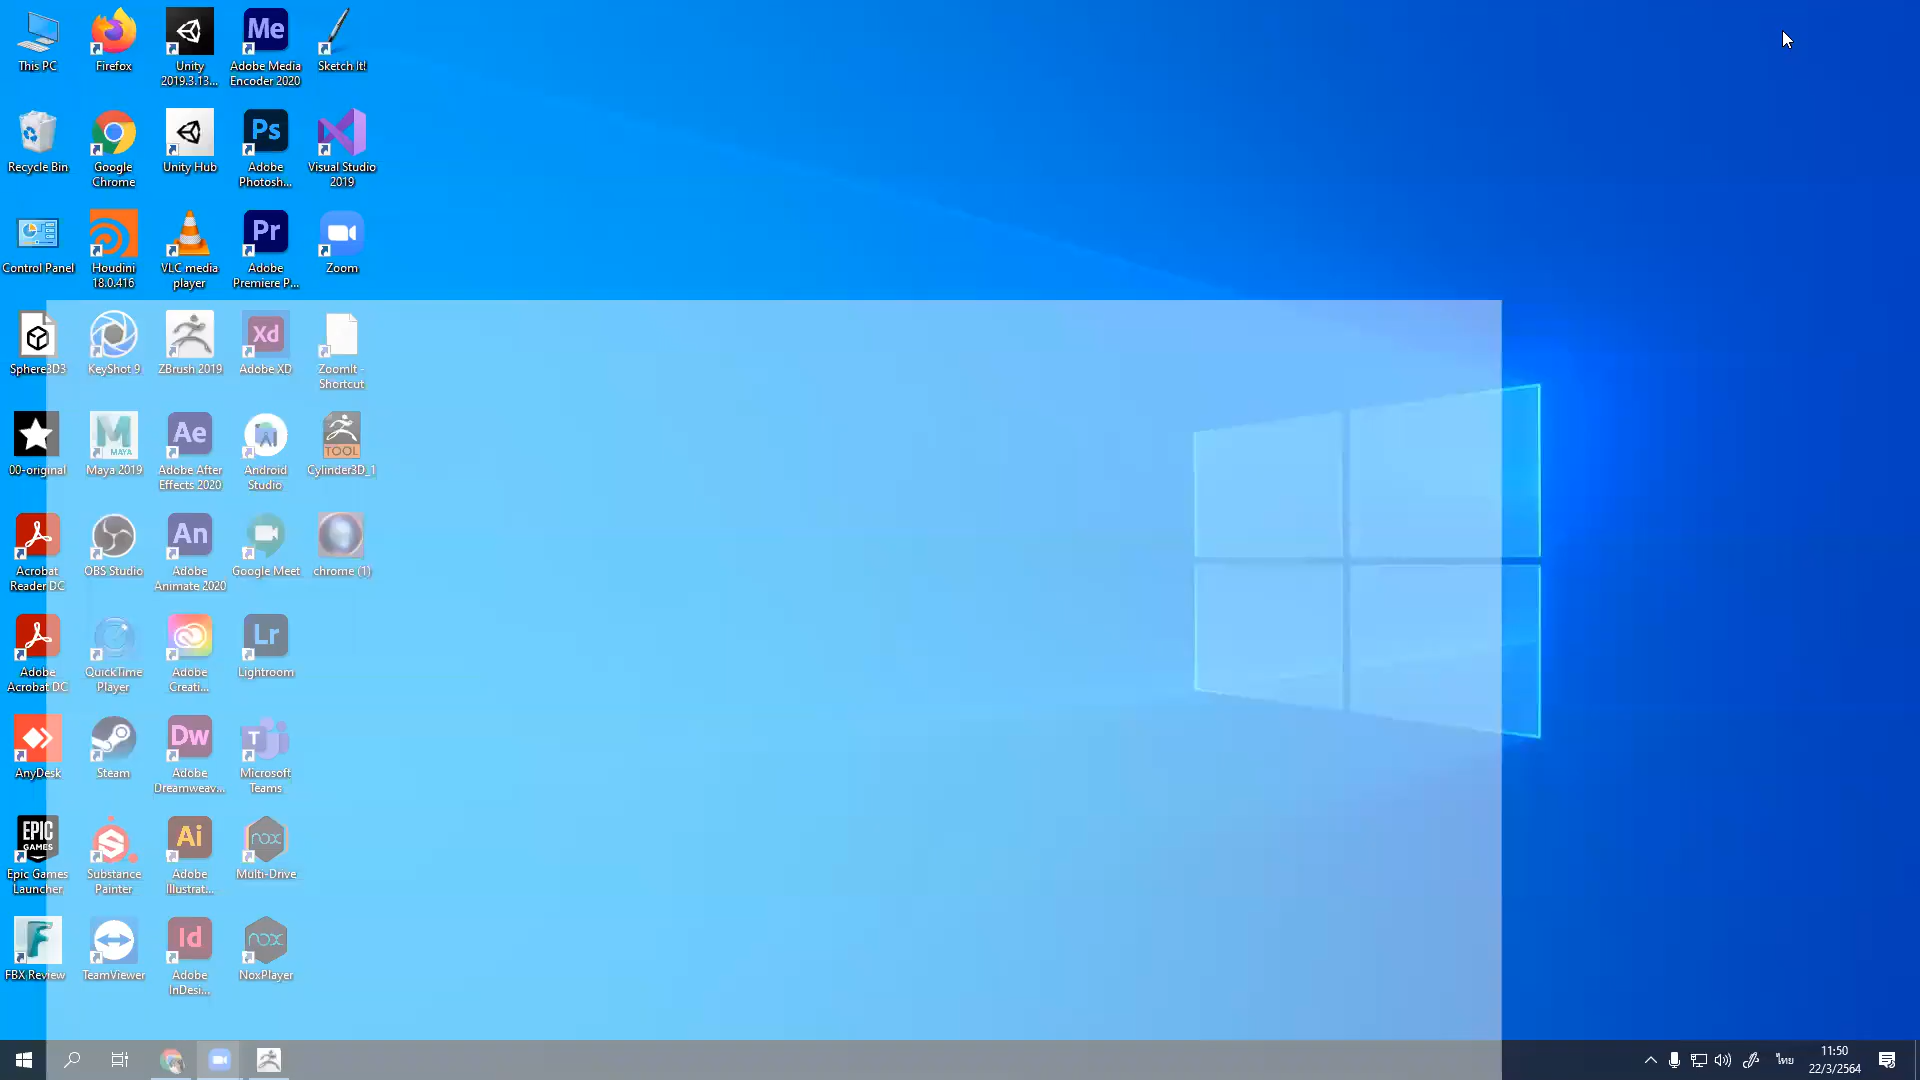 This PC
Firefox
Unity
2019.3.13...
Me
Adobe Media
Encoder 2020
Sketch It!
Recycle Bin
Google
Chrome
Unity Hub
Ps
Adobe
Photosh...
Visual Studio
2019
Control Panel
Houdini
18.0.416
VLC media
player
Pr
Adobe
Premiere P...
Zoom
Sphere3D3
KeyShot 9
ZBrush 2019
Xd
Adobe XD
ZoomIt -
Shortcut
00-original
M
MAYA
Maya 2019
Ae
Adobe After
Effects 2020
Android
Studio
TOOL
Cylinder3D_1
Acrobat
Reader DC
OBS Studio
An
Adobe
Animate 2020
Google Meet
chrome (1)
Adobe
Acrobat DC
QuickTime
Player
Adobe
Creati...
Lr
Lightroom
AnyDesk
Steam
Dw
Adobe
Dreamweav...
T
Microsoft
Teams
EPIC
GAMES
Epic Games
Launcher
Substance
Painter
Ai
Adobe
Illustrat...
nox
Multi-Drive
FBX Review
TeamViewer
Id
Adobe
InDesi...
nox
NoxPlayer
ไทย
11:50
22/3/2564